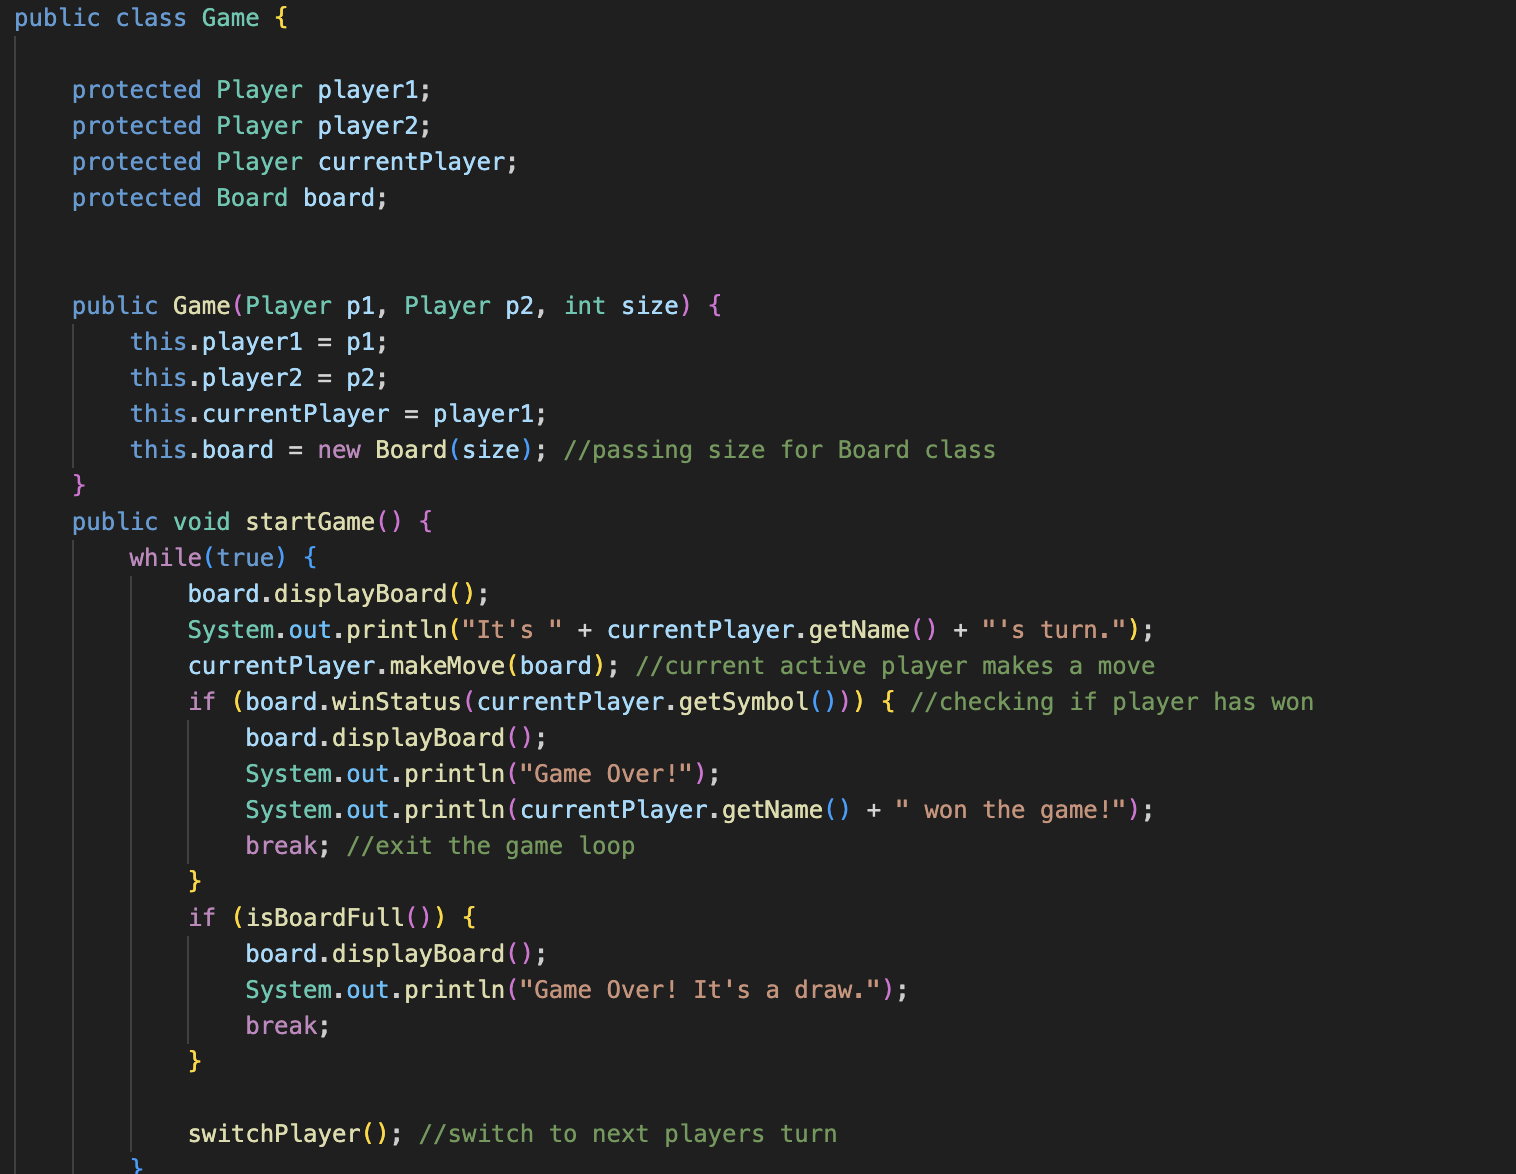 public class Game {
protected Player player1;
protected Player player2;
protected Player currentPlayer;
protected Board board;
public Game(Player p1, Player p2, int size) {
this.player1 = p1;
this.player2 = p2;
this.currentPlayer = player1;
this.board = new Board(size); //passing size for Board class
}
public void startGame() {
while(true) {
board.displayBoard();
System.out.println("It's " + currentPlayer.getName() + "'s turn.");
currentPlayer.makeMove(board); //current active player makes a move
if (board.winStatus(currentPlayer.getSymbol())) { //checking if player has won
board.displayBoard();
System.out.println("Game Over!");
System.out.println(currentPlayer.getName() + " won the game!");
break; //exit the game loop
}
if (isBoardFull()) {
board.displayBoard();
System.out.println("Game Over! It's a draw.");
break;
}
switchPlayer(); //switch to next players turn
}